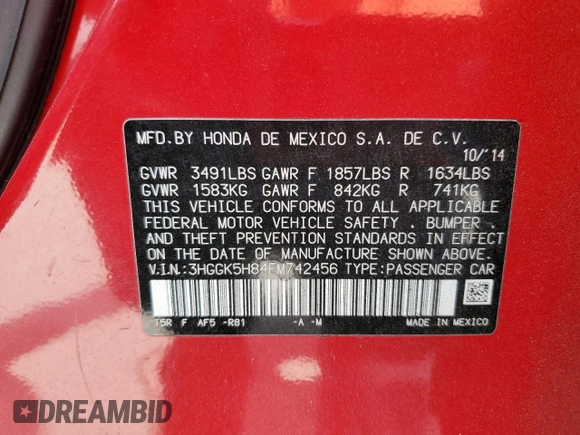 MFD. BY HONDA DE MEXICO S.A. DE C.V.
10/'14
GVWR 3491LBS GAWR F 1857LBS R 1634LBS
GVWR 1583KG GAWR F 842KG R 741KG
THIS VEHICLE CONFORMS TO ALL APPLICABLE
FEDERAL MOTOR VEHICLE SAFETY . BUMPER .
AND THEFT PREVENTION STANDARDS IN EFFECT
ON THE DATE OF MANUFACTURE SHOWN ABOVE.
V.I.N.:3HGGK5H84FM742456 TYPE:PASSENGER CAR
T5R F AF5 -R81 -A -M MADE IN MEXICO
DREAMBID